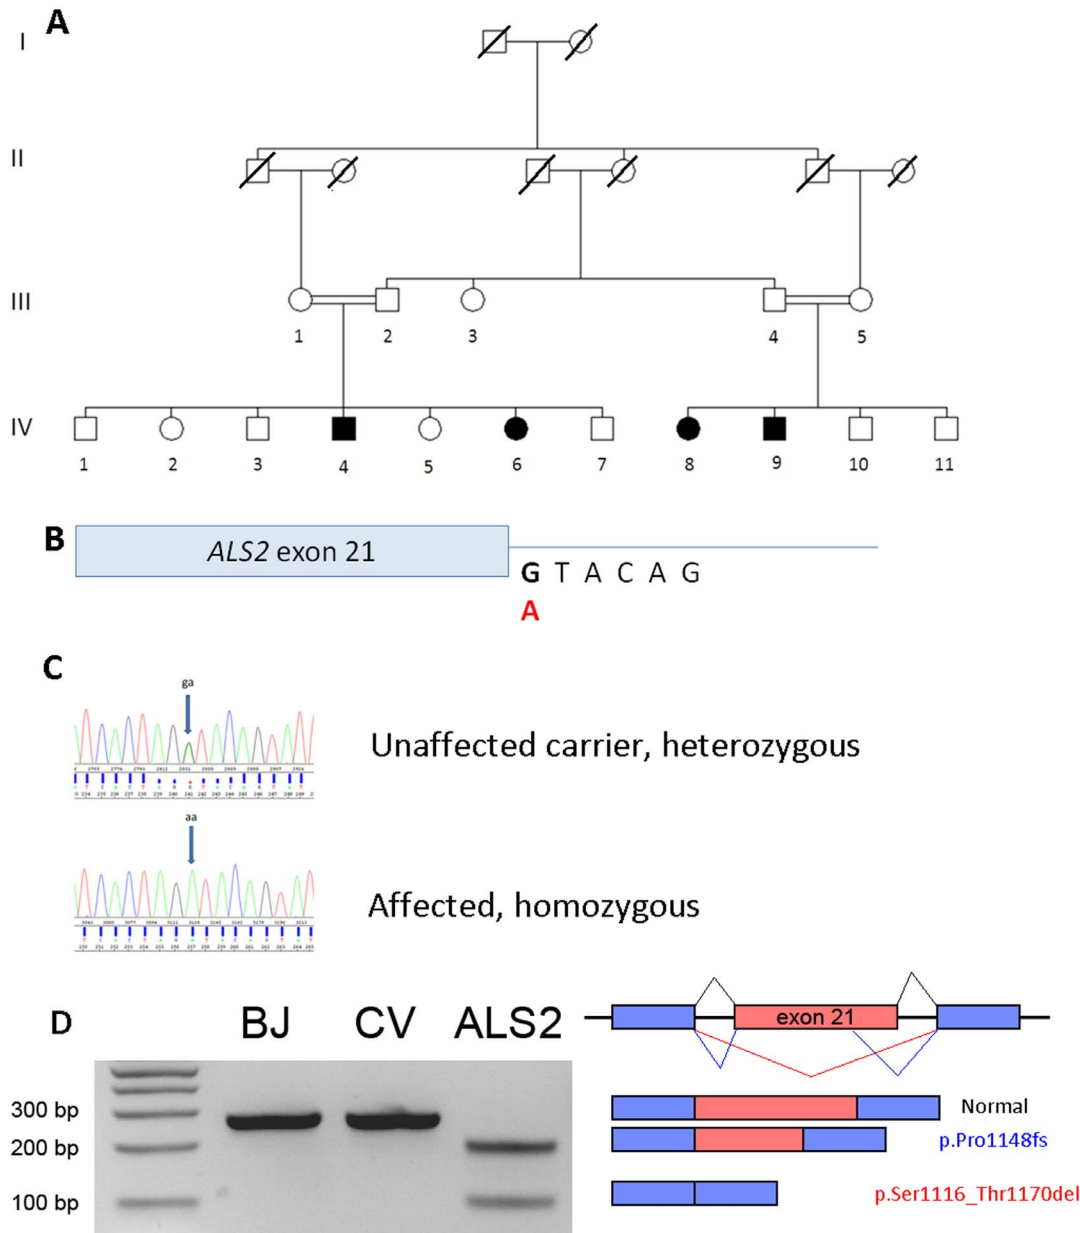 A
I
II
III
1 2 3 4 5
IV
1 2 3 4 5 6 7 8 9 10 11
B
ALS2 exon 21
G T A C A G
A
C
ga
Unaffected carrier, heterozygous
aa
Affected, homozygous
D
BJ CV ALS2
300 bp
200 bp
100 bp
exon 21
Normal
p.Pro1148fs
p.Ser1116_Thr1170del